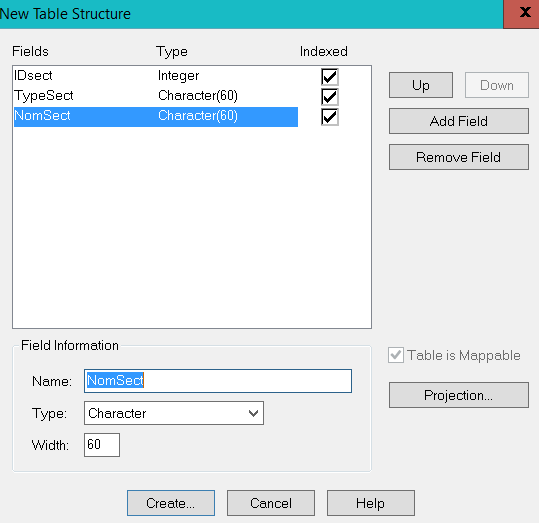 New Table Structure
x
Fields Type Indexed
IDsect Integer
TypeSect Character(60)
NomSect Character(60)
Up Down
Add Field
Remove Field
Field Information
Name: NomSect
Type: Character
Width: 60
Table is Mappable
Projection...
Create... Cancel Help